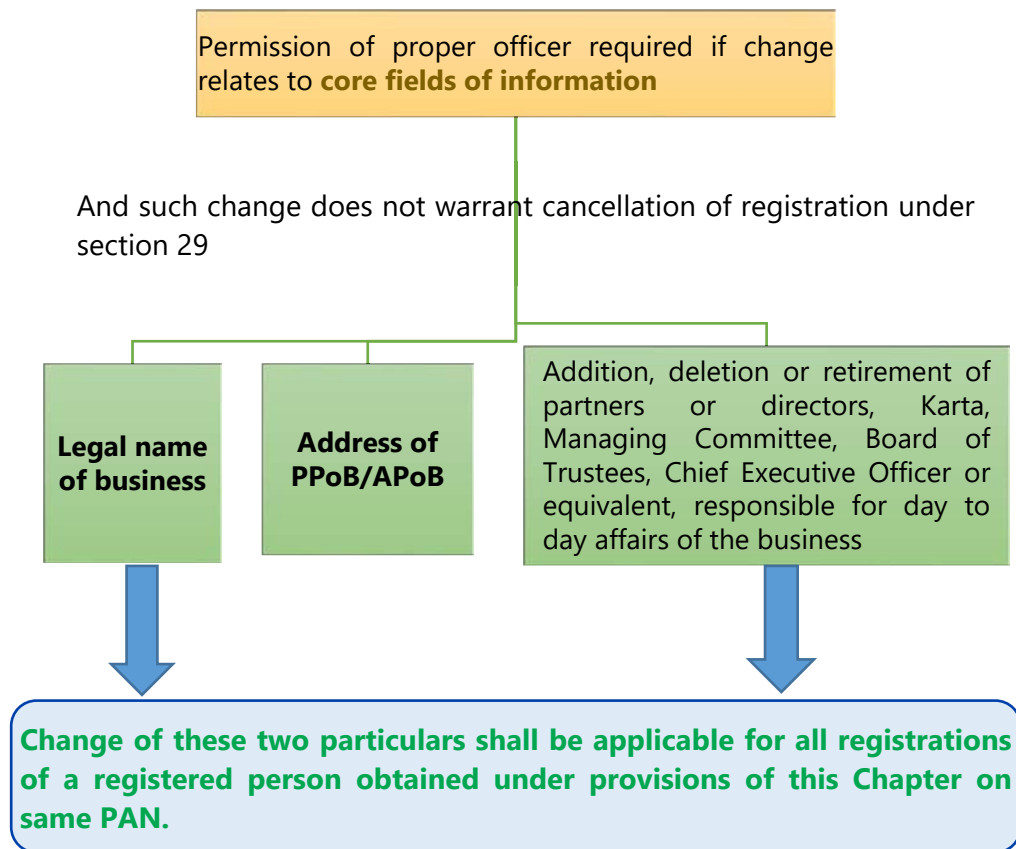 Permission of proper officer required if change
relates to core fields of information
And such change does not warrant cancellation of registration under
section 29
Legal name
of business
Address of
PPoB/APoB
Addition, deletion or retirement of
partners or directors, Karta,
Managing Committee, Board of
Trustees, Chief Executive Officer or
equivalent, responsible for day to
day affairs of the business
Change of these two particulars shall be applicable for all registrations
of a registered person obtained under provisions of this Chapter on
same PAN.